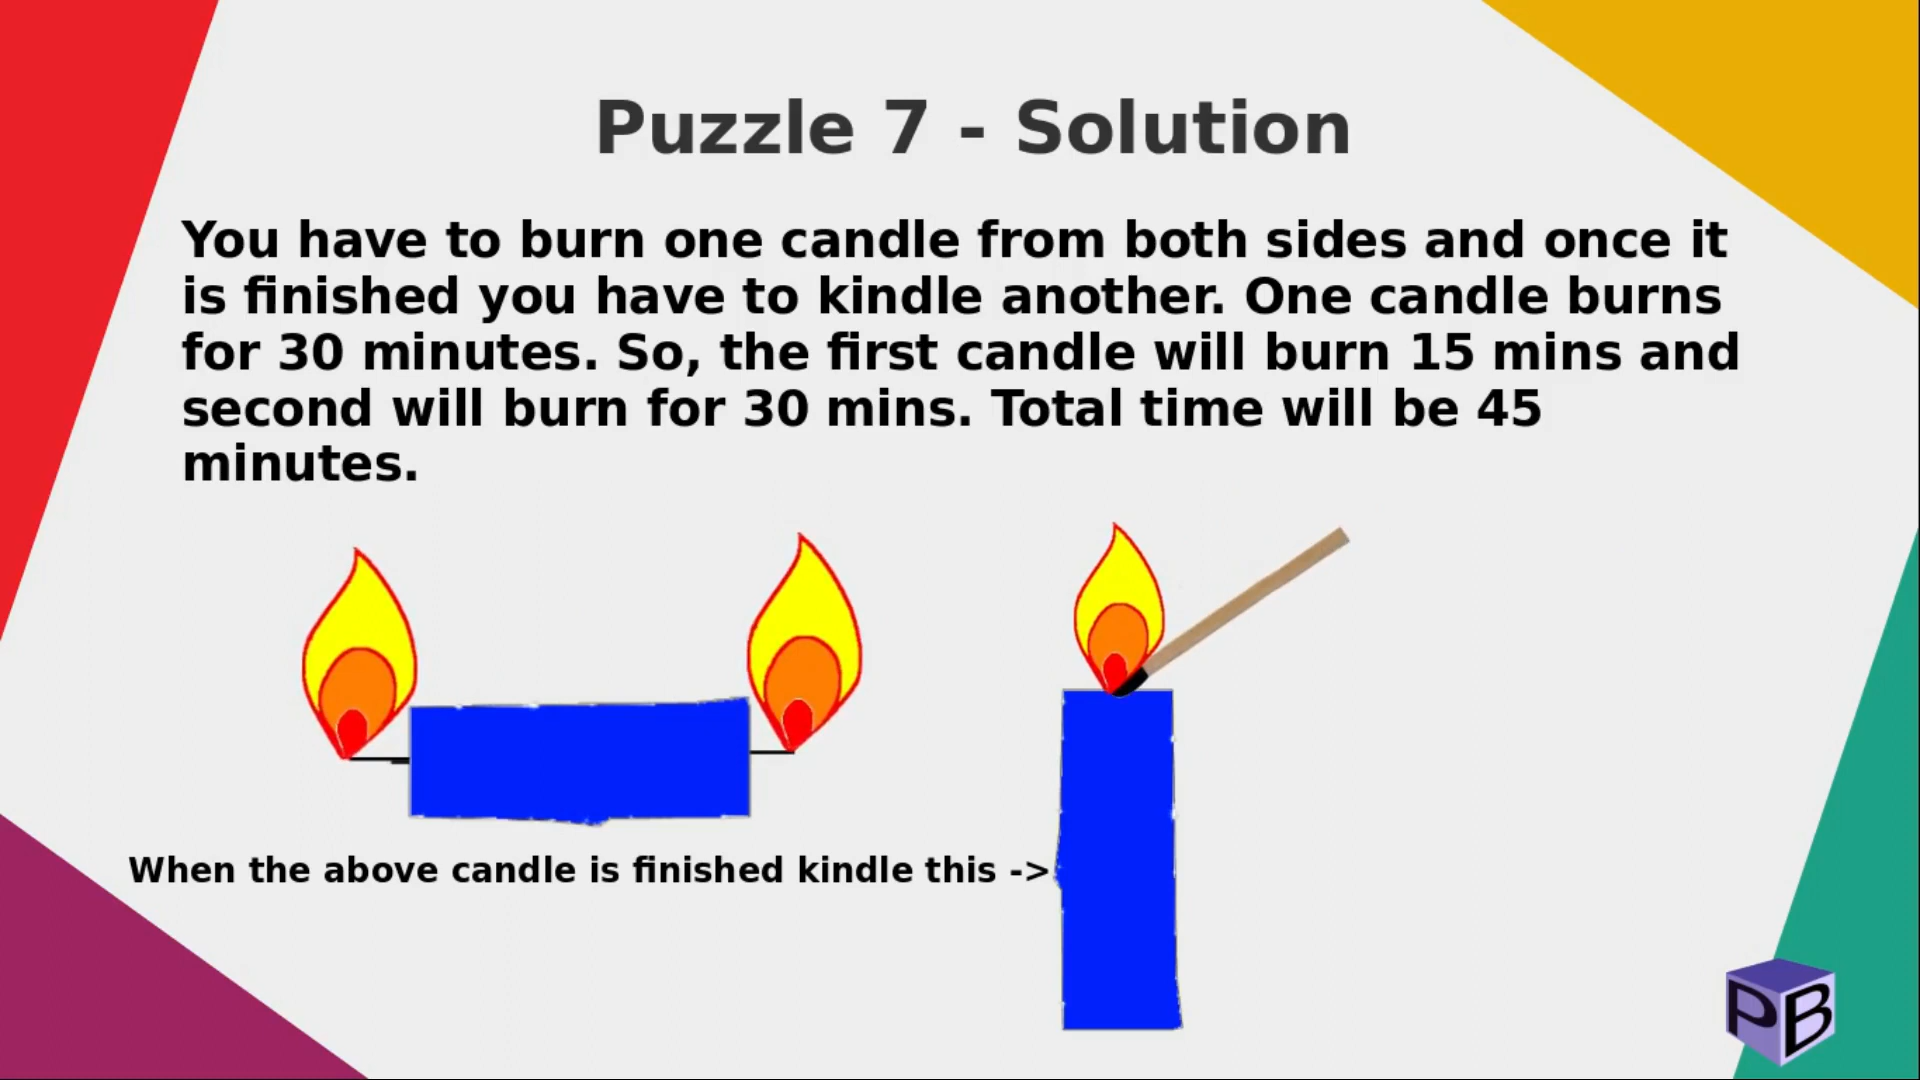 Puzzle 7 - Solution
You have to burn one candle from both sides and once it
is finished you have to kindle another. One candle burns
for 30 minutes. So, the first candle will burn 15 mins and
second will burn for 30 mins. Total time will be 45
minutes.
When the above candle is finished kindle this ->
PB